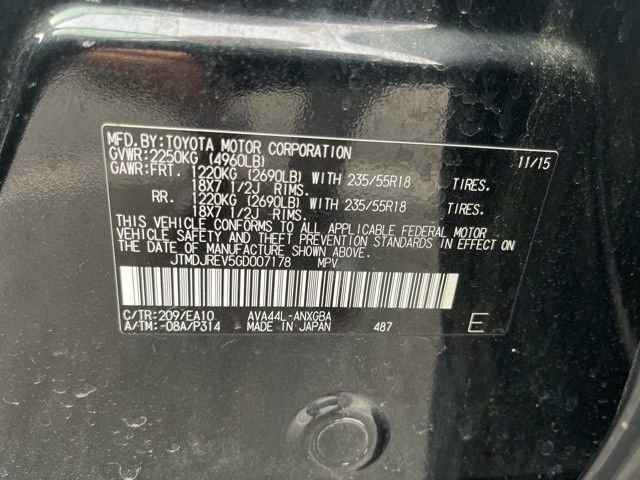 MFD.BY:TOYOTA MOTOR CORPORATION 11/15
GVWR:2250KG (4960LB)
GAWR:FRT. 1220KG (2690LB) WITH 235/55R18 TIRES.
18X7 1/2J RIMS.
RR. 1220KG (2690LB) WITH 235/55R18 TIRES.
18X7 1/2J RIMS.
THIS VEHICLE CONFORMS TO ALL APPLICABLE FEDERAL MOTOR
VEHICLE SAFETY AND THEFT PREVENTION STANDARDS IN EFFECT ON
THE DATE OF MANUFACTURE SHOWN ABOVE.
JTMDJREV5GD007178 MPV
C/TR:209/EA10 AVA44L-ANXGBA
A/TM:-08A/P314 MADE IN JAPAN 487 E